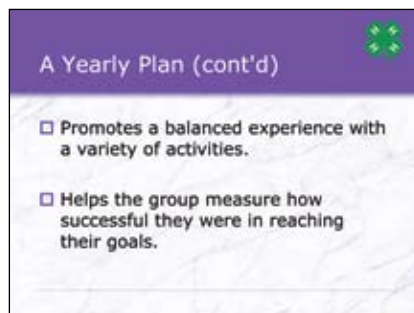 A Yearly Plan (cont'd)
Promotes a balanced experience with
a variety of activities.
Helps the group measure how
successful they were in reaching
their goals.